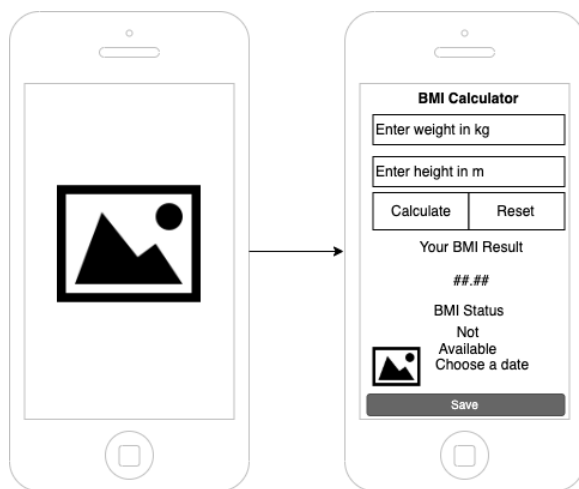 BMI Calculator
Enter weight in kg
Enter height in m
Calculate Reset
Your BMI Result
##.##
BMI Status
Not
Available
Choose a date
Save